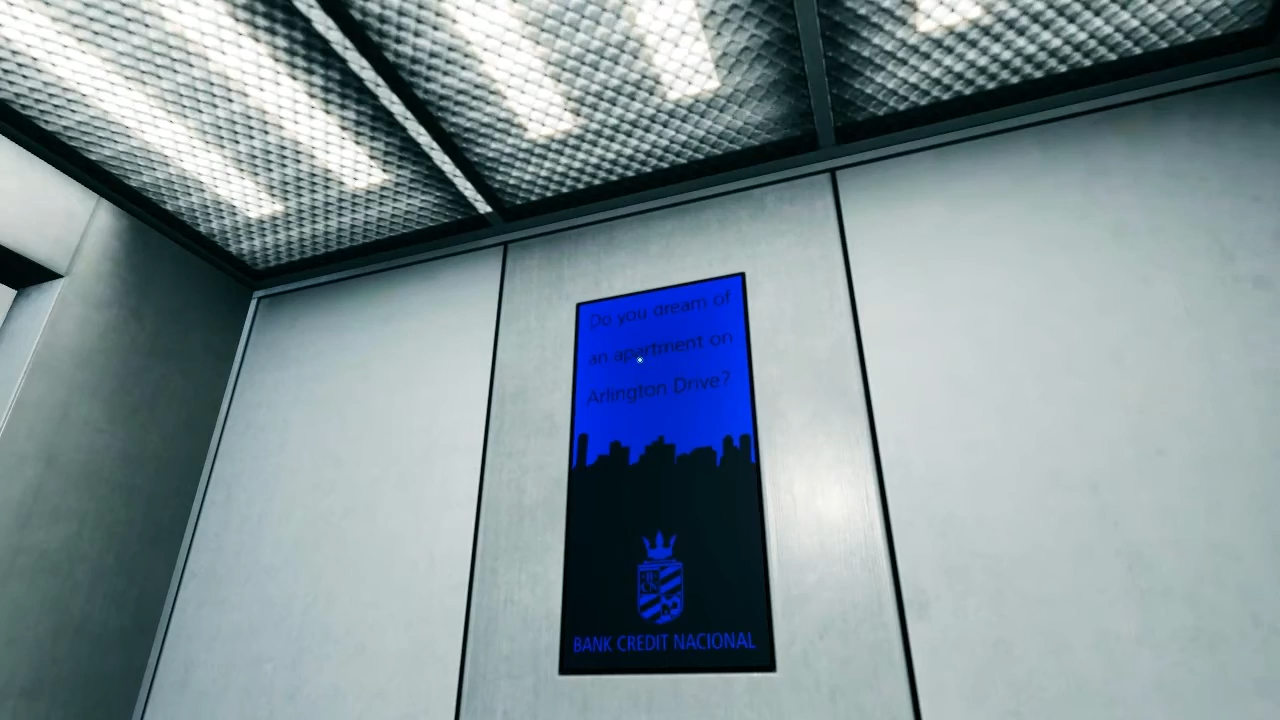 Do you dream of
an apartment on
Arlington Drive?
BANK CREDIT NACIONAL